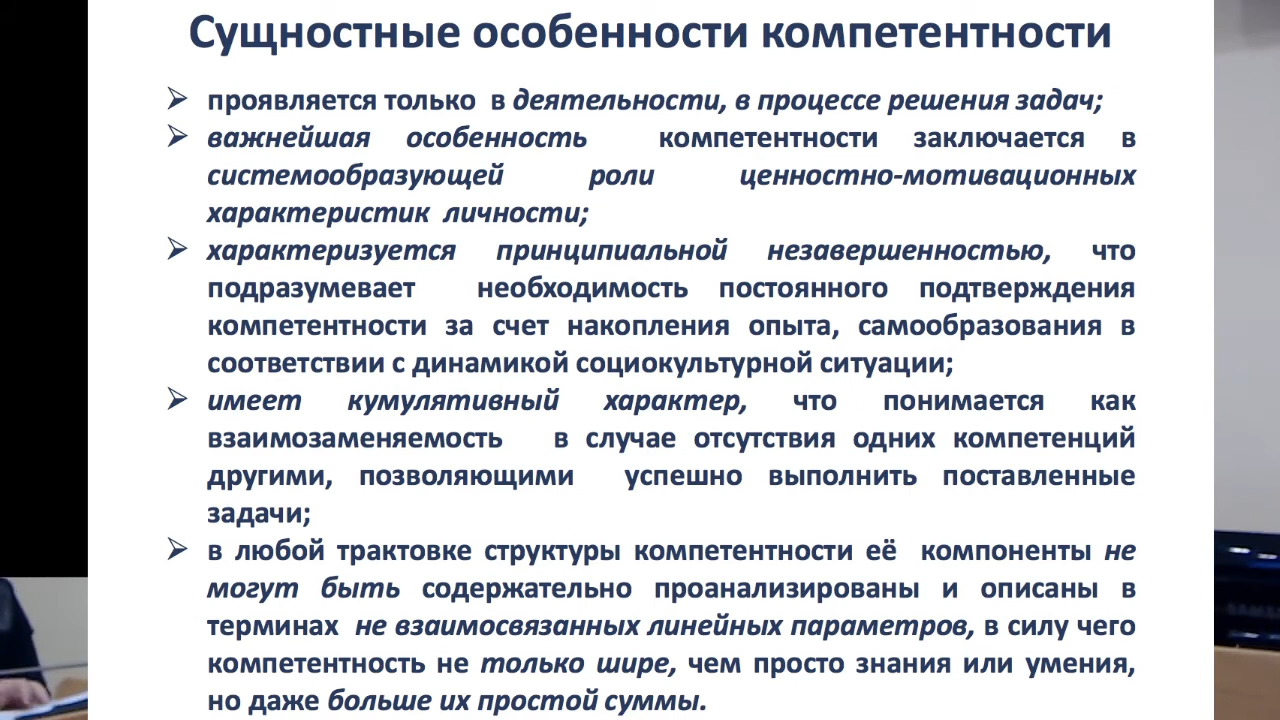 Сущностные особенности компетентности
➢ проявляется только в деятельности, в процессе решения задач;
➢ важнейшая особенность компетентности заключается в
системообразующей роли ценностно-мотивационных
характеристик личности;
➢ характеризуется принципиальной незавершенностью, что
подразумевает необходимость постоянного подтверждения
компетентности за счет накопления опыта, самообразования в
соответствии с динамикой социокультурной ситуации;
➢ имеет кумулятивный характер, что понимается как
взаимозаменяемость в случае отсутствия одних компетенций
другими, позволяющими успешно выполнить поставленные
задачи;
➢ в любой трактовке структуры компетентности её компоненты не
могут быть содержательно проанализированы и описаны в
терминах не взаимосвязанных линейных параметров, в силу чего
компетентность не только шире, чем просто знания или умения,
но даже больше их простой суммы.